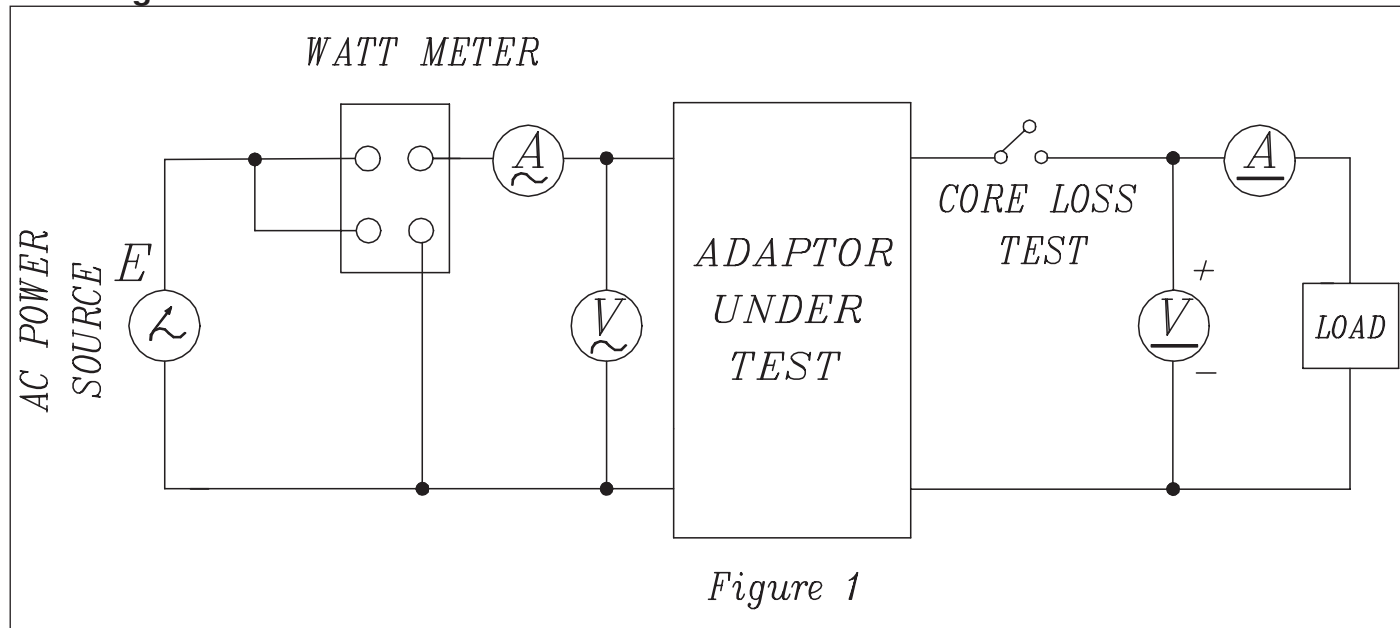 WATT METER
AC POWER
SOURCE
E
A
V
ADAPTOR
UNDER
TEST
CORE LOSS
TEST
A
V
+
−
LOAD
Figure 1